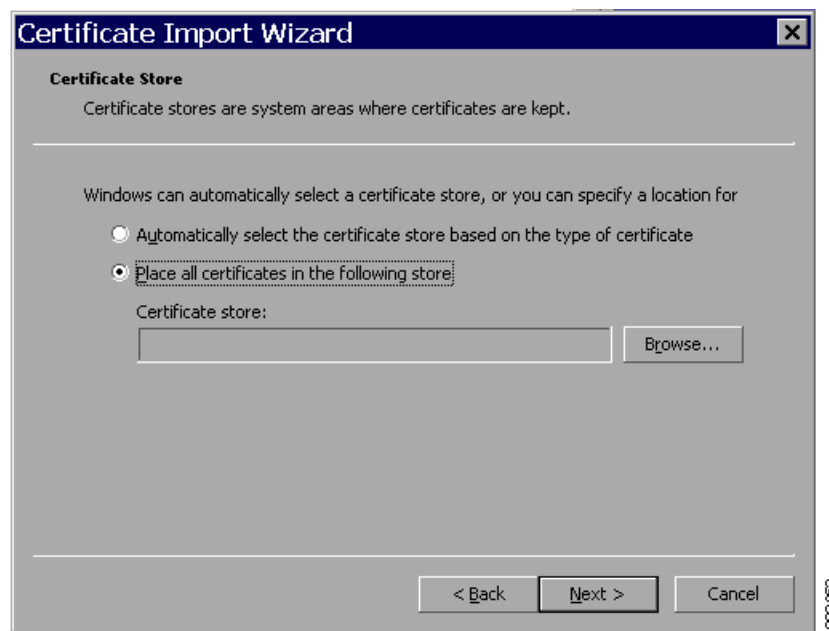 Certificate Import Wizard
Certificate Store
Certificate stores are system areas where certificates are kept.
Windows can automatically select a certificate store, or you can specify a location for
Automatically select the certificate store based on the type of certificate
Place all certificates in the following store
Certificate store:
Browse...
< Back
Next >
Cancel